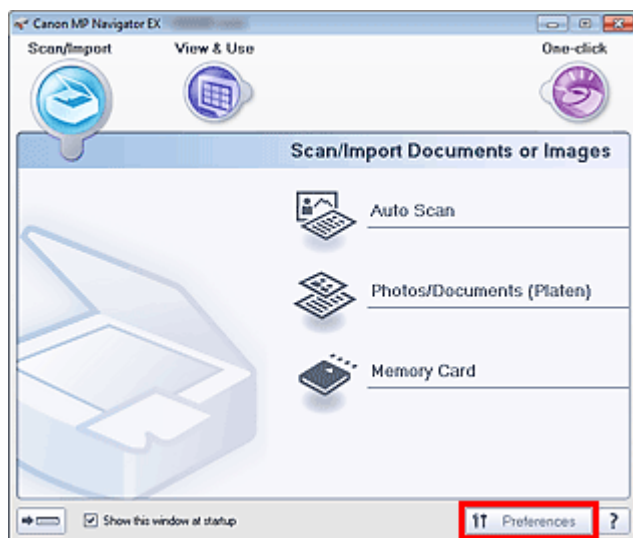 Canon MP Navigator EX
Scan/Import
View & Use
One-click
Scan/Import Documents or Images
Auto Scan
Photos/Documents (Platen)
Memory Card
Show this window at startup
Preferences
?